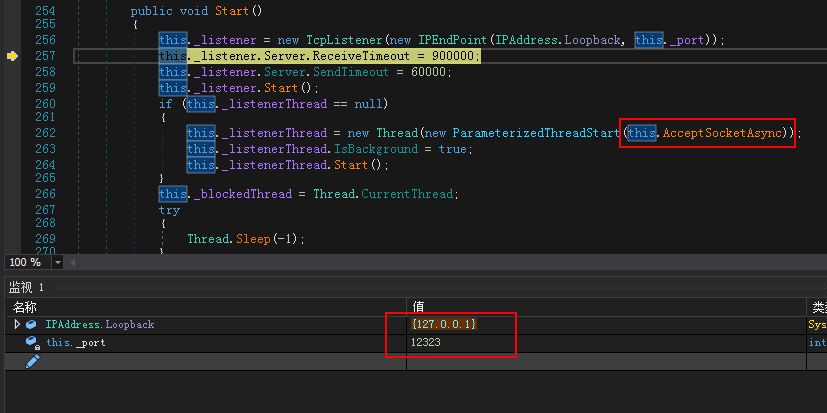 254 public void Start()
255 {
256 this._listener = new TcpListener(new IPEndPoint(IPAddress.Loopback, this._port));
257 this._listener.Server.ReceiveTimeout = 900000;
258 this._listener.Server.SendTimeout = 60000;
259 this._listener.Start();
260 if (this._listenerThread == null)
261 {
262 this._listenerThread = new Thread(new ParameterizedThreadStart(this.AcceptSocketAsync));
263 this._listenerThread.IsBackground = true;
264 this._listenerThread.Start();
265 }
266 this._blockedThread = Thread.CurrentThread;
267 try
268 {
269 Thread.Sleep(-1);
270 }
100 %
监视 1
名称 值 类
IPAddress.Loopback {127.0.0.1} Sys
this._port 12323 int